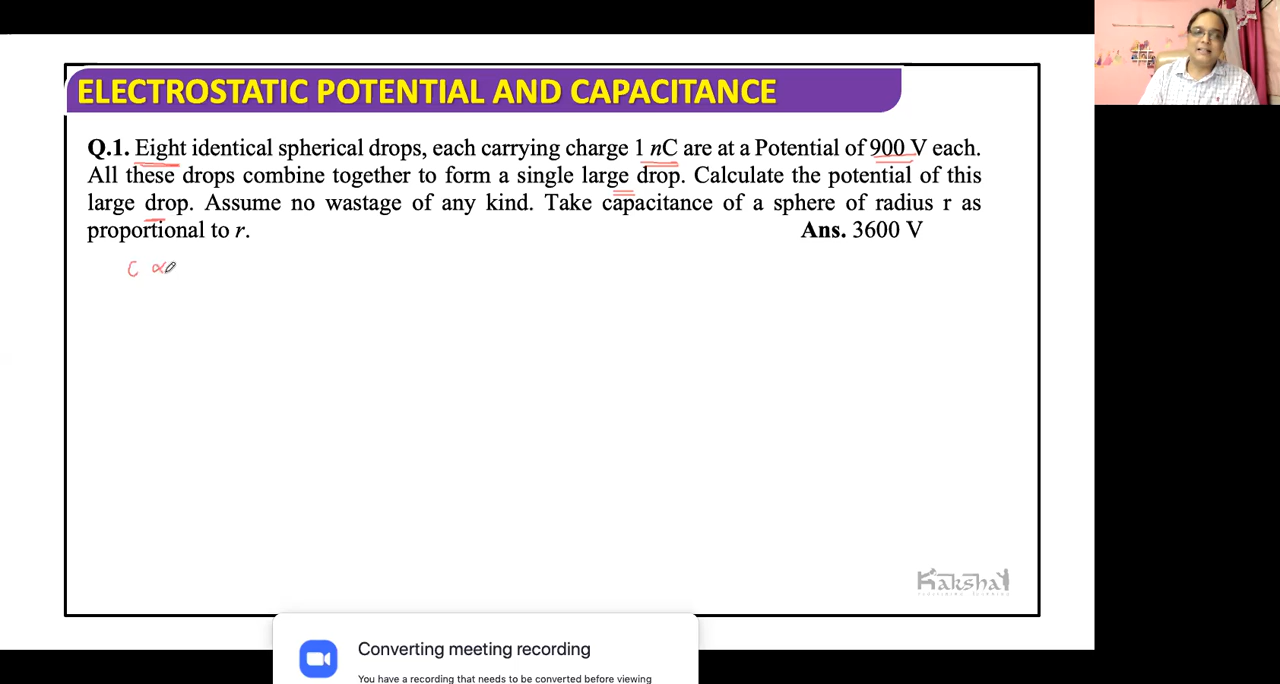 ELECTROSTATIC POTENTIAL AND CAPACITANCE
Q.1. Eight identical spherical drops, each carrying charge 1 nC are at a Potential of 900 V each.
All these drops combine together to form a single large drop. Calculate the potential of this
large drop. Assume no wastage of any kind. Take capacitance of a sphere of radius r as
proportional to r. Ans. 3600 V
C ∝
Kaksha
Converting meeting recording
You have a recording that needs to be converted before viewing